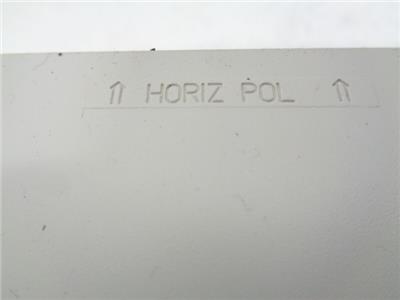 ⇑ HORIZ POL ⇑